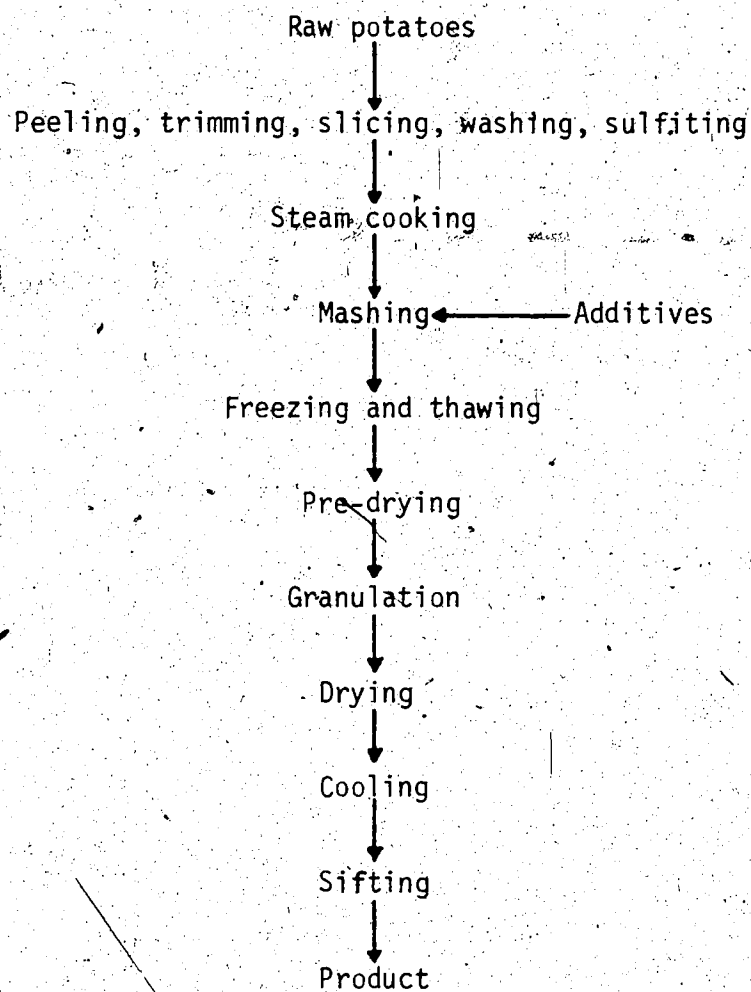 Raw potatoes
Peeling, trimming, slicing, washing, sulfiting
Steam cooking
Mashing Additives
Freezing and thawing
Pre-drying
Granulation
Drying
Cooling
Sifting
Product